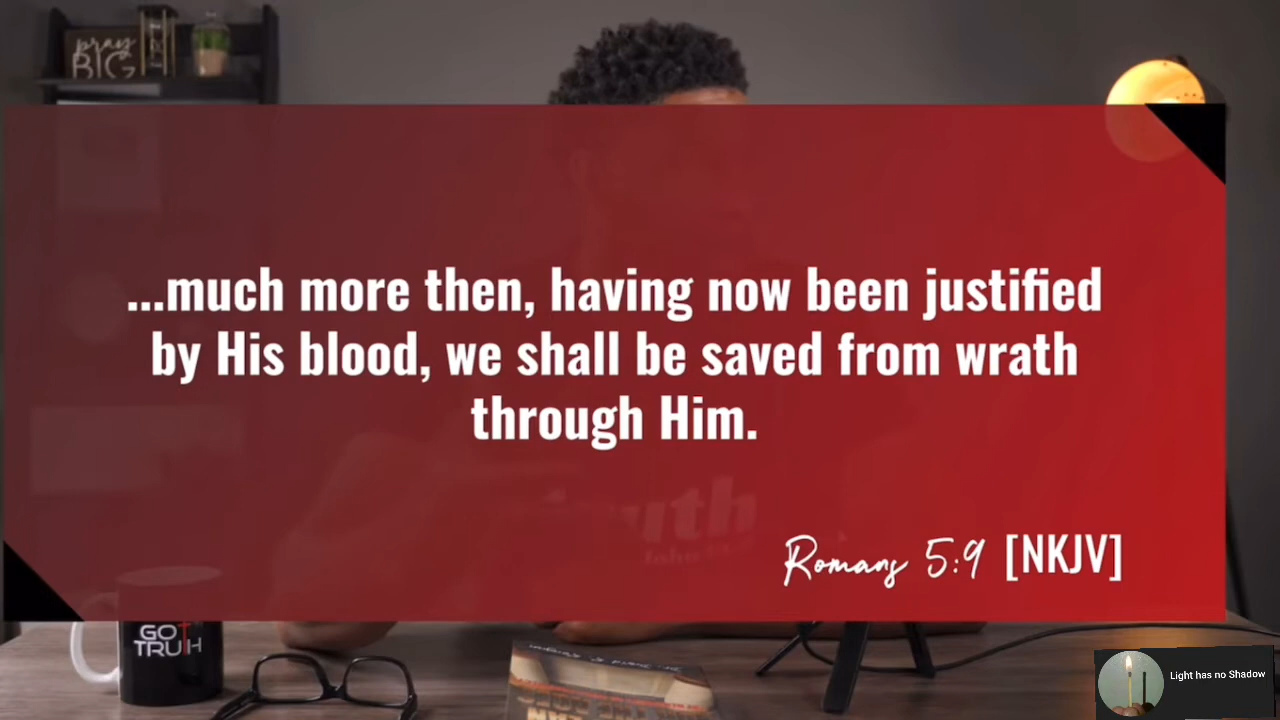 pray
BIG
...much more then, having now been justified
by His blood, we shall be saved from wrath
through Him.
Romans 5:9 [NKJV]
GOT
TRUTH
Light has no Shadow